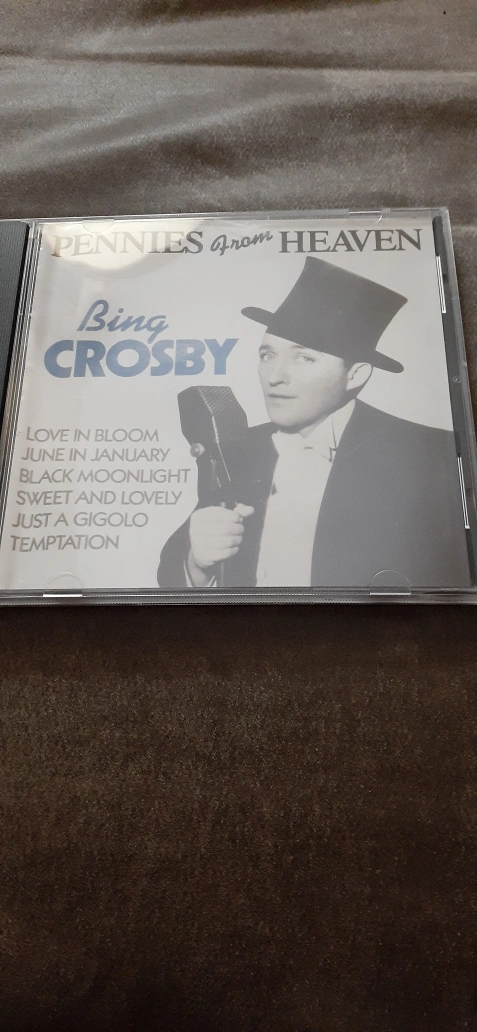 PENNIES from HEAVEN
Bing
CROSBY
LOVE IN BLOOM
JUNE IN JANUARY
BLACK MOONLIGHT
SWEET AND LOVELY
JUST A GIGOLO
TEMPTATION